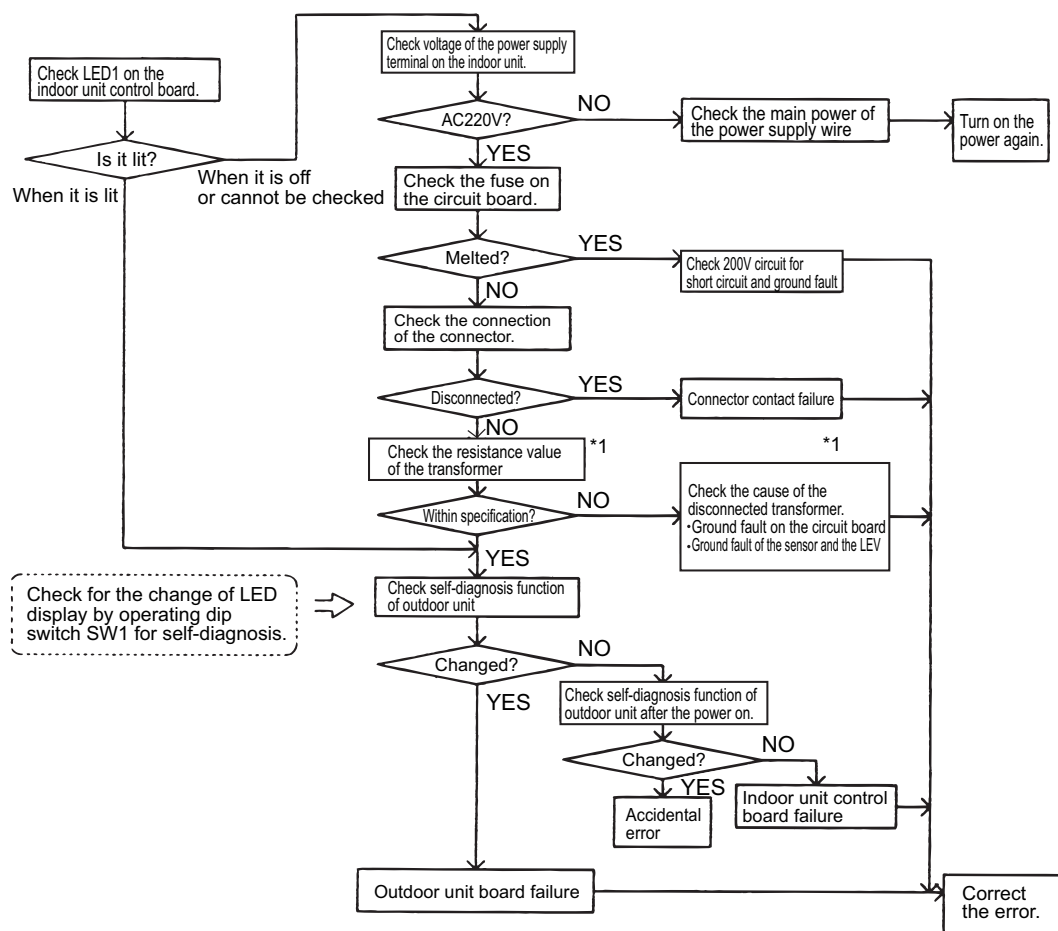 Check voltage of the power supply
terminal on the indoor unit.
Check LED1 on the
indoor unit control board.
AC220V?
NO
Check the main power of
the power supply wire
Turn on the
power again.
Is it lit?
When it is lit
When it is off
or cannot be checked
YES
Check the fuse on
the circuit board.
Melted?
YES
Check 200V circuit for
short circuit and ground fault
NO
Check the connection
of the connector.
Disconnected?
YES
Connector contact failure
NO
Check the resistance value
of the transformer
*1
*1
Within specification?
NO
Check the cause of the
disconnected transformer.
•Ground fault on the circuit board
•Ground fault of the sensor and the LEV
YES
Check for the change of LED
display by operating dip
switch SW1 for self-diagnosis.
Check self-diagnosis function
of outdoor unit
Changed?
NO
YES
Check self-diagnosis function of
outdoor unit after the power on.
Changed?
NO
YES
Accidental
error
Indoor unit control
board failure
Outdoor unit board failure
Correct
the error.